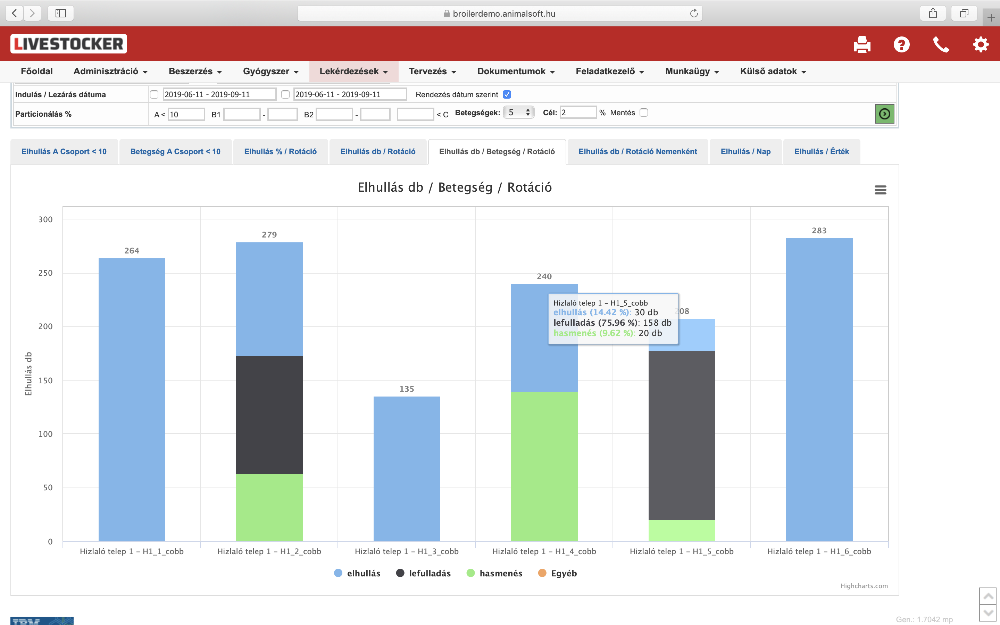 broilerdemo.animalsoft.hu
LIVESTOCKER
Főoldal Adminisztráció Beszerzés Gyógyszer Lekérdezések Tervezés Dokumentumok Feladatkezelő Munkaügy Külső adatok
Indulás / Lezárás dátuma 2019-06-11 - 2019-09-11 2019-06-11 - 2019-09-11 Rendezés dátum szerint
Particionálás % A < 10 B1 - B2 - < C Betegségek: 5 Cél: 2 % Mentés
Elhullás A Csoport < 10 Betegség A Csoport < 10 Elhullás % / Rotáció Elhullás db / Rotáció Elhullás db / Betegség / Rotáció Elhullás db / Rotáció Nemenként Elhullás / Nap Elhullás / Érték
Elhullás db / Betegség / Rotáció
300
250
200
150
100
50
0
Elhullás db
264
279
135
240
208
283
Hizlaló telep 1 – H1_5_cobb
elhullás (14.42 %): 30 db
lefulladás (75.96 %): 158 db
hasmenés (9.62 %): 20 db
Hizlaló telep 1 – H1_1_cobb Hizlaló telep 1 – H1_2_cobb Hizlaló telep 1 – H1_3_cobb Hizlaló telep 1 – H1_4_cobb Hizlaló telep 1 – H1_5_cobb Hizlaló telep 1 – H1_6_cobb
elhullás lefulladás hasmenés Egyéb
Highcharts.com
Gen.: 1.7042 mp